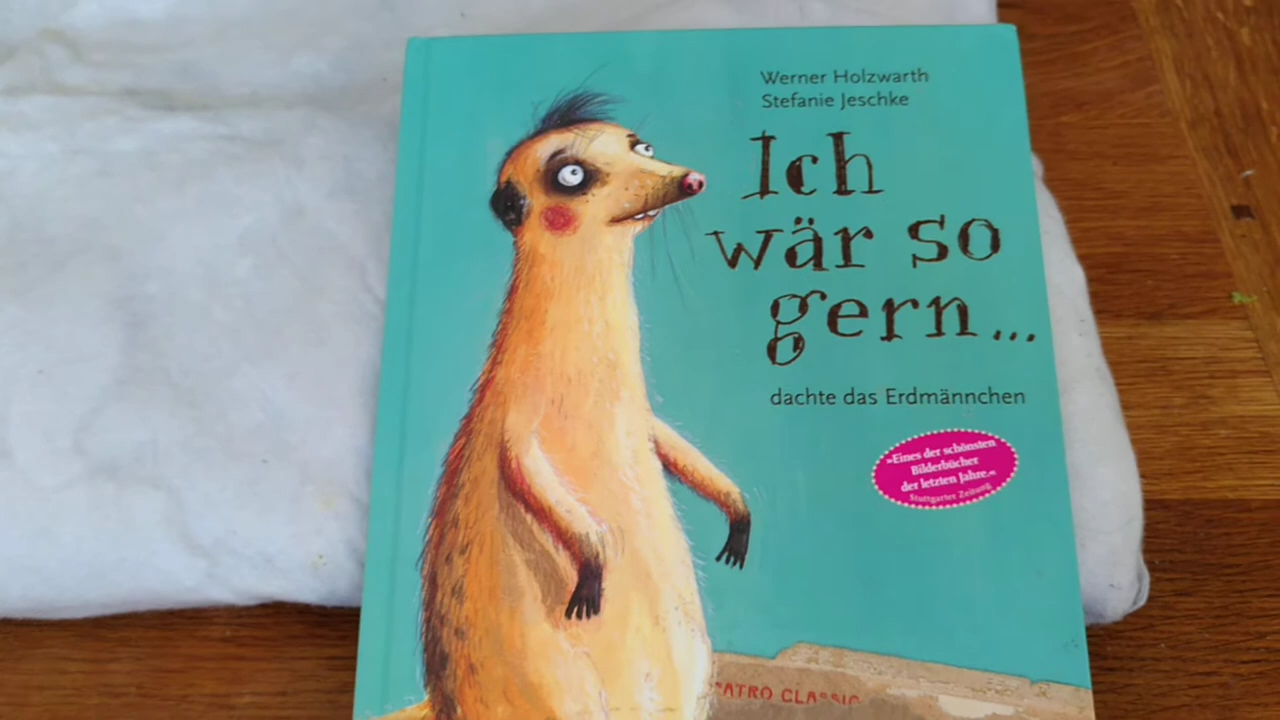 Werner Holzwarth
Stefanie Jeschke
Ich
wär so
gern...
dachte das Erdmännchen
»Eines der schönsten
Bilderbücher
der letzten Jahre.«
Stuttgarter Zeitung
CLASSIC